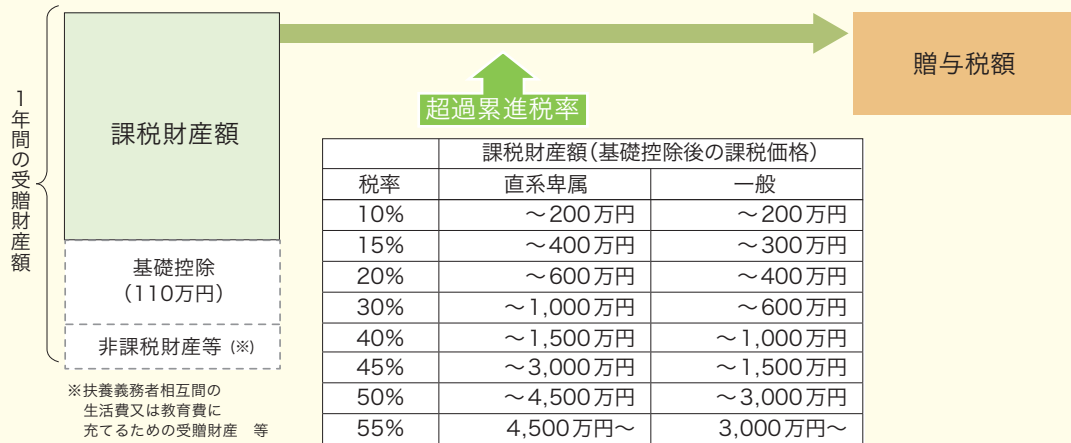 1年間の受贈財産額
課税財産額
基礎控除
（110万円）
非課税財産等（※）
※扶養義務者相互間の
生活費又は教育費に
充てるための受贈財産　等
贈与税額
超過累進税率
課税財産額（基礎控除後の課税価格）
税率 直系卑属 一般
10% ～200万円 ～200万円
15% ～400万円 ～300万円
20% ～600万円 ～400万円
30% ～1,000万円 ～600万円
40% ～1,500万円 ～1,000万円
45% ～3,000万円 ～1,500万円
50% ～4,500万円 ～3,000万円
55% 4,500万円～ 3,000万円～